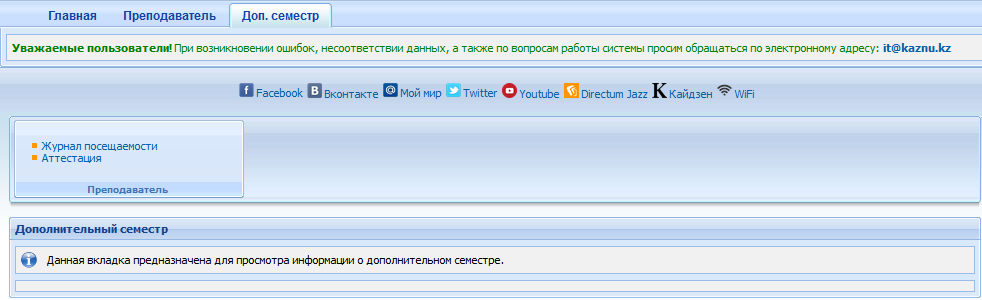 Главная Преподаватель Доп. семестр
Уважаемые пользователи! При возникновении ошибок, несоответствии данных, а также по вопросам работы системы просим обращаться по электронному адресу: it@kaznu.kz
f Facebook B Вконтакте @ Мой мир Twitter Youtube Directum Jazz K Кайдзен WiFi
Журнал посещаемости
Аттестация
Преподаватель
Дополнительный семестр
i Данная вкладка предназначена для просмотра информации о дополнительном семестре.